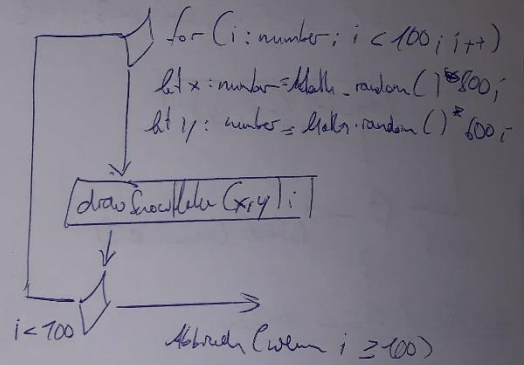 for (i : number ; i < 100 ; i++)
let x : number = Math.random() * 800 ;
let y : number = Math.random() * 600 ;
drawSnowflake (x,y) ;
i < 100
Abbruch (wenn i ≥ 100)